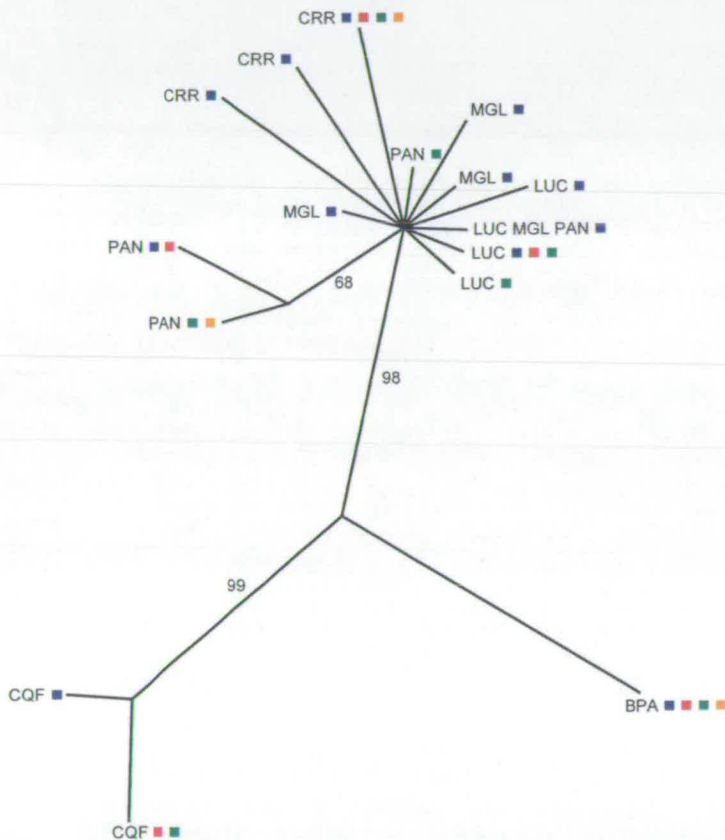 CRR
CRR
CRR
MGL
PAN
MGL
LUC
MGL
LUC MGL PAN
PAN
LUC
68
LUC
PAN
98
99
CQF
BPA
CQF